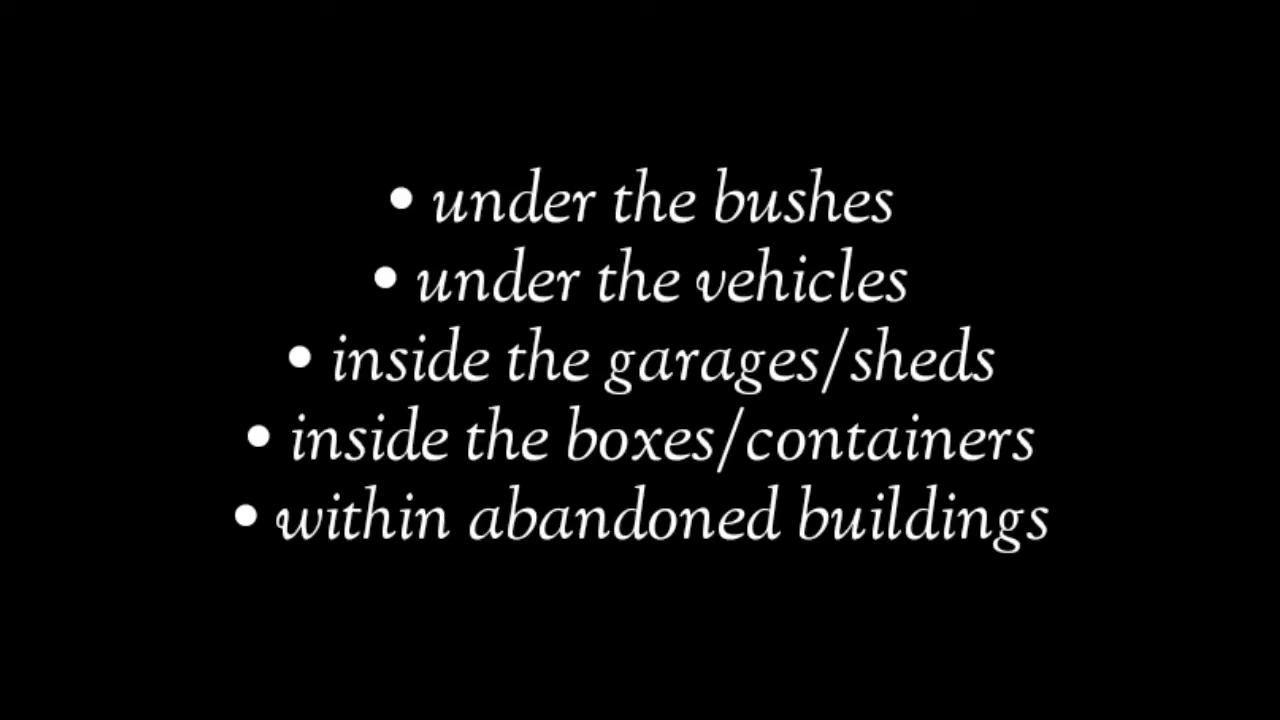 • under the bushes
• under the vehicles
• inside the garages/sheds
• inside the boxes/containers
• within abandoned buildings